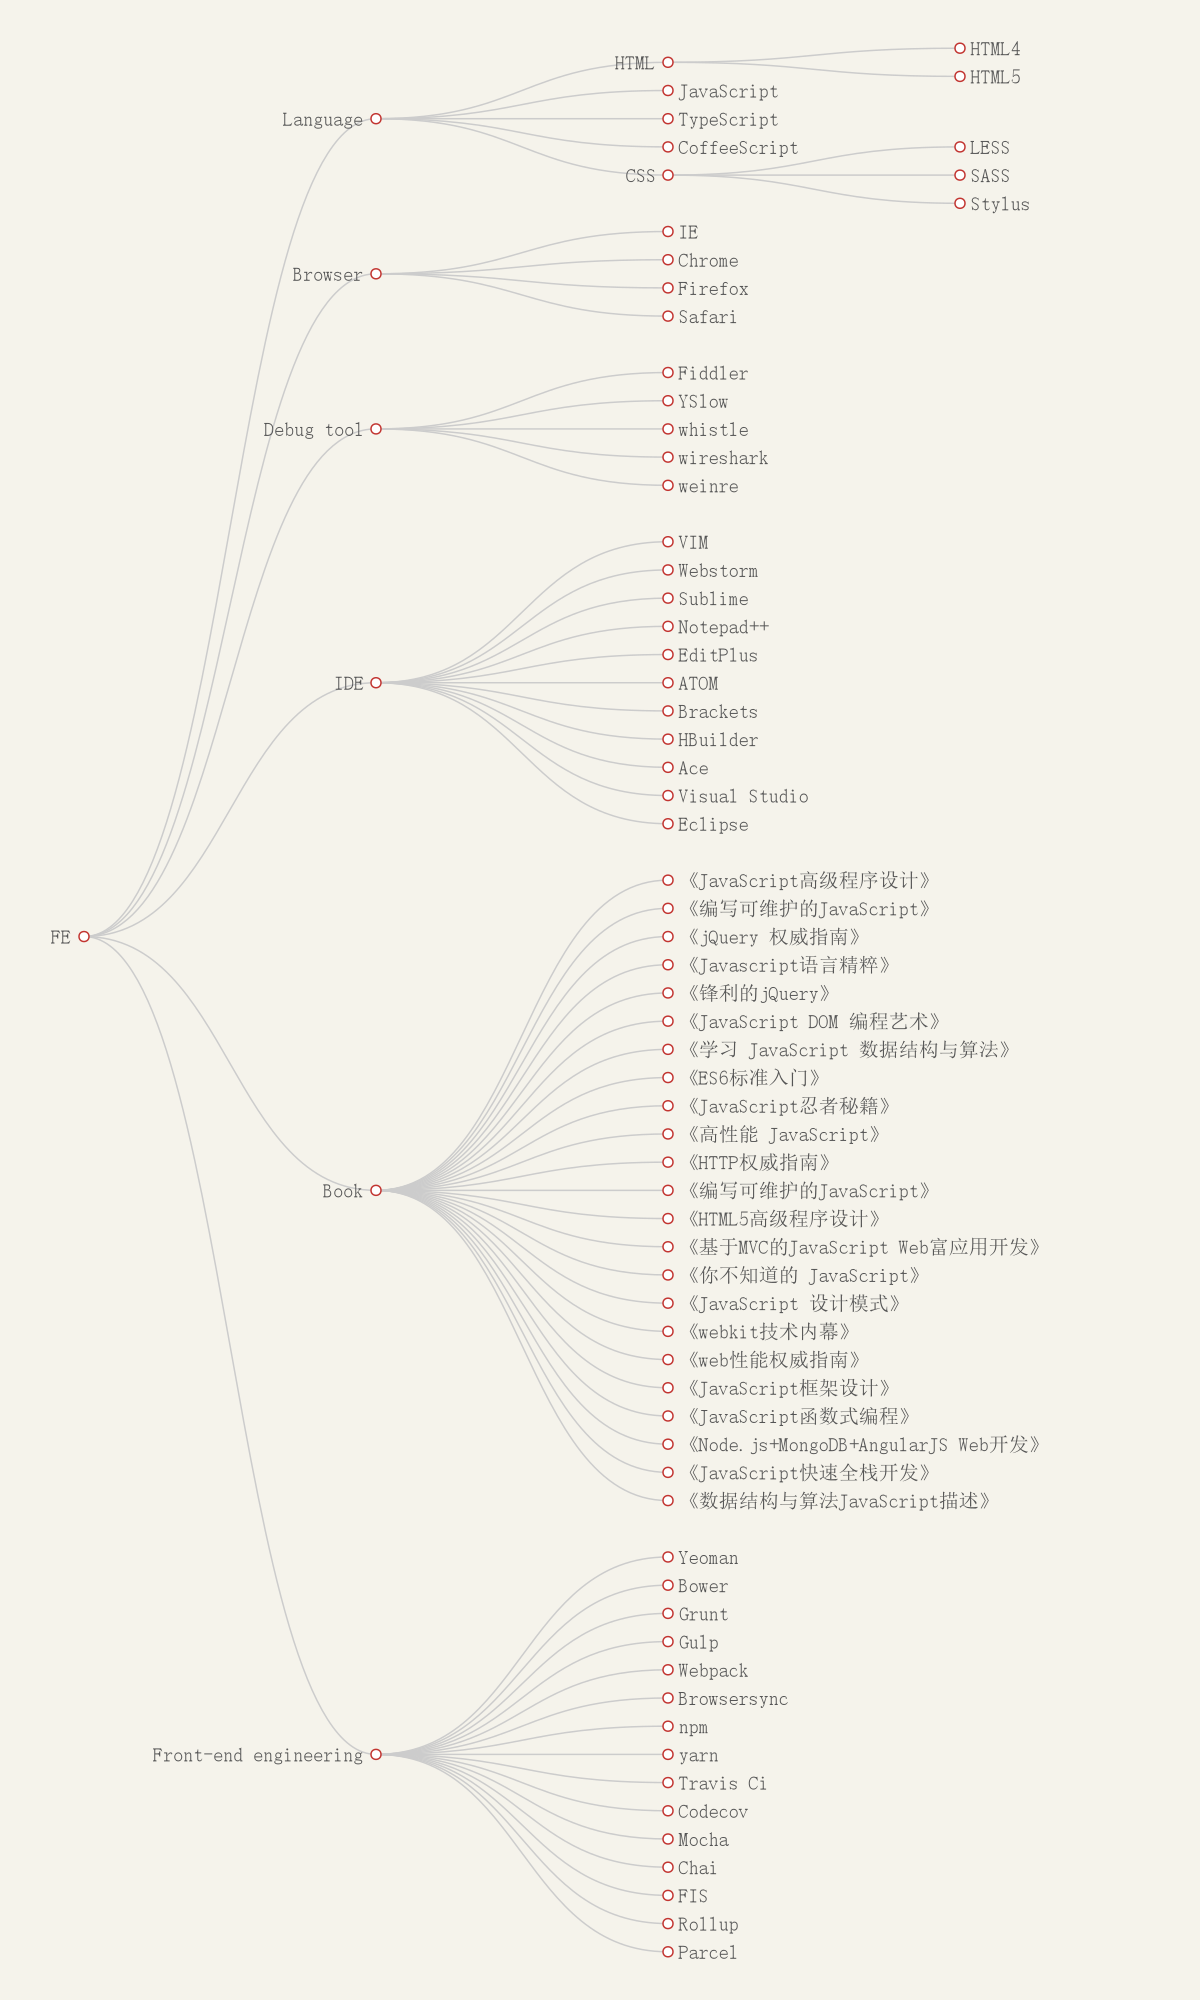 HTML4
HTML
HTML5
JavaScript
Language
TypeScript
CoffeeScript
LESS
CSS
SASS
Stylus
IE
Chrome
Browser
Firefox
Safari
Fiddler
YSlow
Debug tool
whistle
wireshark
weinre
VIM
Webstorm
Sublime
Notepad++
EditPlus
IDE
ATOM
Brackets
HBuilder
Ace
Visual Studio
Eclipse
《JavaScript高级程序设计》
《编写可维护的JavaScript》
FE
《jQuery 权威指南》
《Javascript语言精粹》
《锋利的jQuery》
《JavaScript DOM 编程艺术》
《学习 JavaScript 数据结构与算法》
《ES6标准入门》
《JavaScript忍者秘籍》
《高性能 JavaScript》
《HTTP权威指南》
Book
《编写可维护的JavaScript》
《HTML5高级程序设计》
《基于MVC的JavaScript Web富应用开发》
《你不知道的 JavaScript》
《JavaScript 设计模式》
《webkit技术内幕》
《web性能权威指南》
《JavaScript框架设计》
《JavaScript函数式编程》
《Node.js+MongoDB+AngularJS Web开发》
《JavaScript快速全栈开发》
《数据结构与算法JavaScript描述》
Yeoman
Bower
Grunt
Gulp
Webpack
Browsersync
npm
Front-end engineering
yarn
Travis Ci
Codecov
Mocha
Chai
FIS
Rollup
Parcel